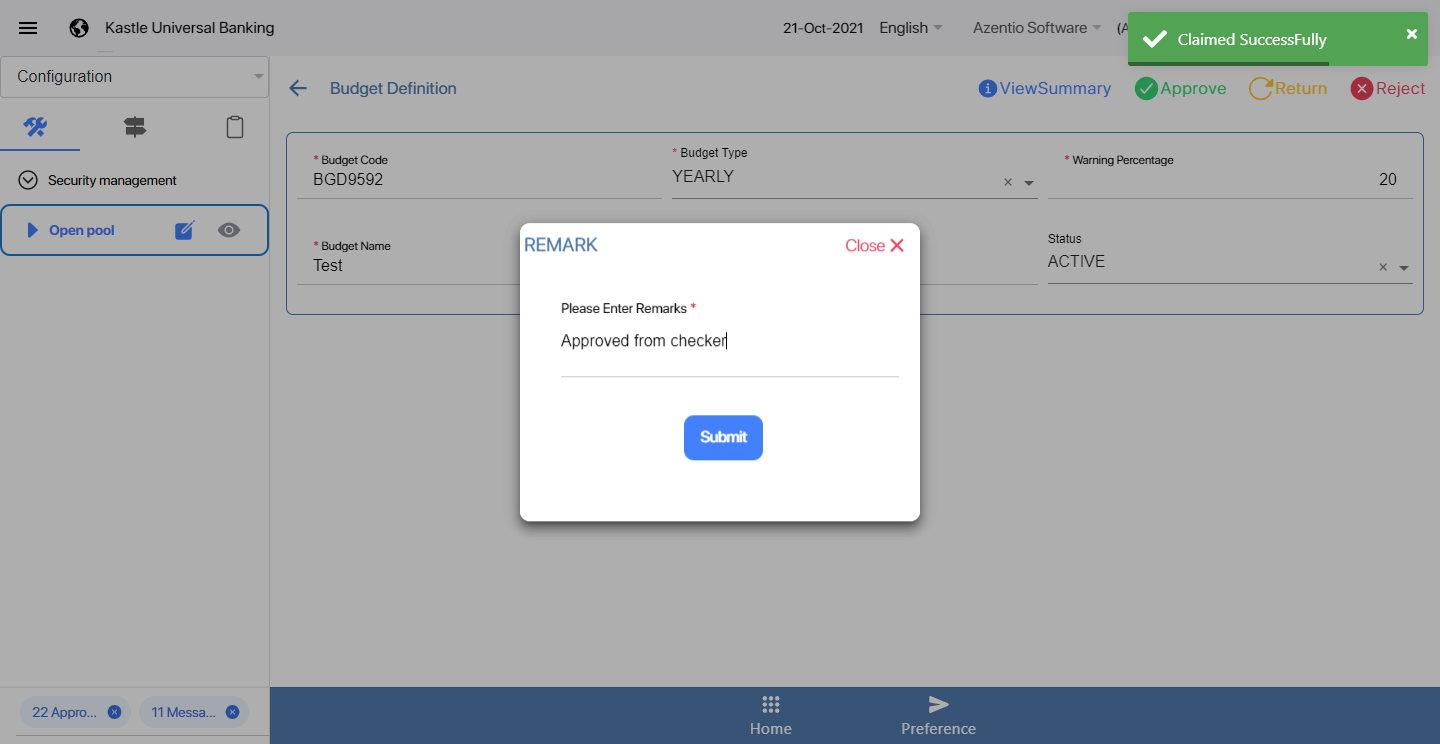 Kastle Universal Banking
21-Oct-2021
English
Azentio Software
(A
Claimed SuccessFully
Configuration
Budget Definition
ViewSummary
Approve
Return
Reject
Security management
Open pool
* Budget Code
BGD9592
* Budget Type
YEARLY
* Warning Percentage
20
* Budget Name
Test
Status
ACTIVE
REMARK
Close
Please Enter Remarks *
Approved from checker
Submit
22 Appro...
11 Messa...
Home
Preference